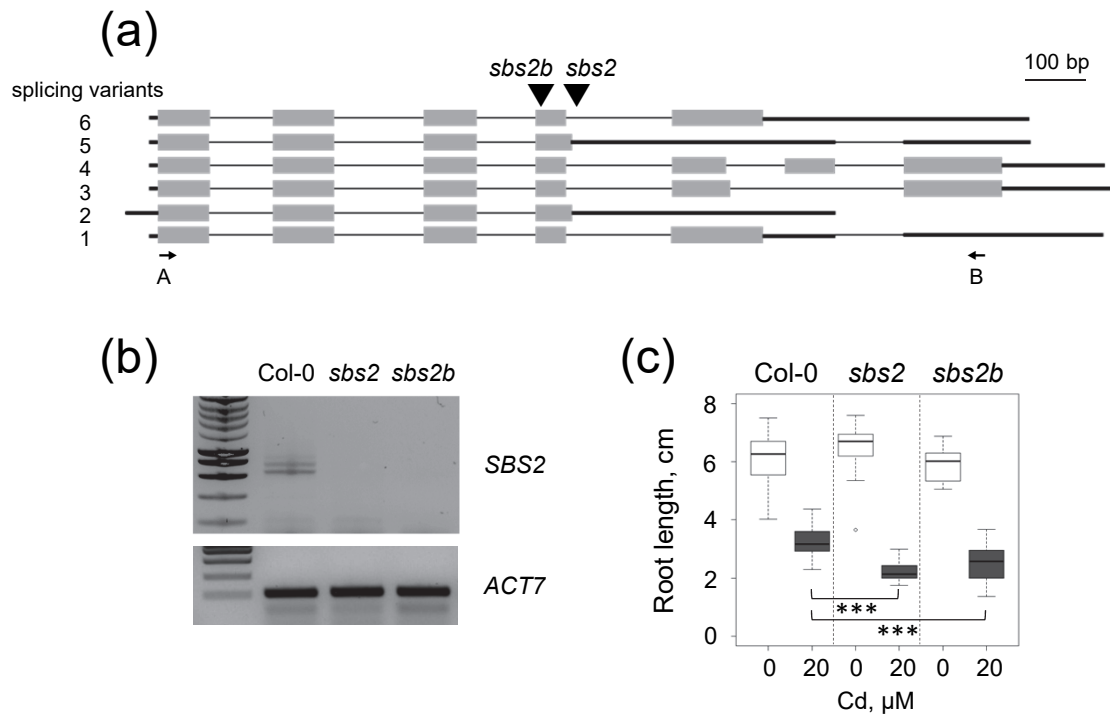 (a)
sbs2b sbs2
100 bp
splicing variants
6
5
4
3
2
1
A B
(b)
Col-0 sbs2 sbs2b
SBS2
ACT7
(c)
Col-0 sbs2 sbs2b
Root length, cm
8
6
4
2
0
***
***
0 20 0 20 0 20
Cd, µM